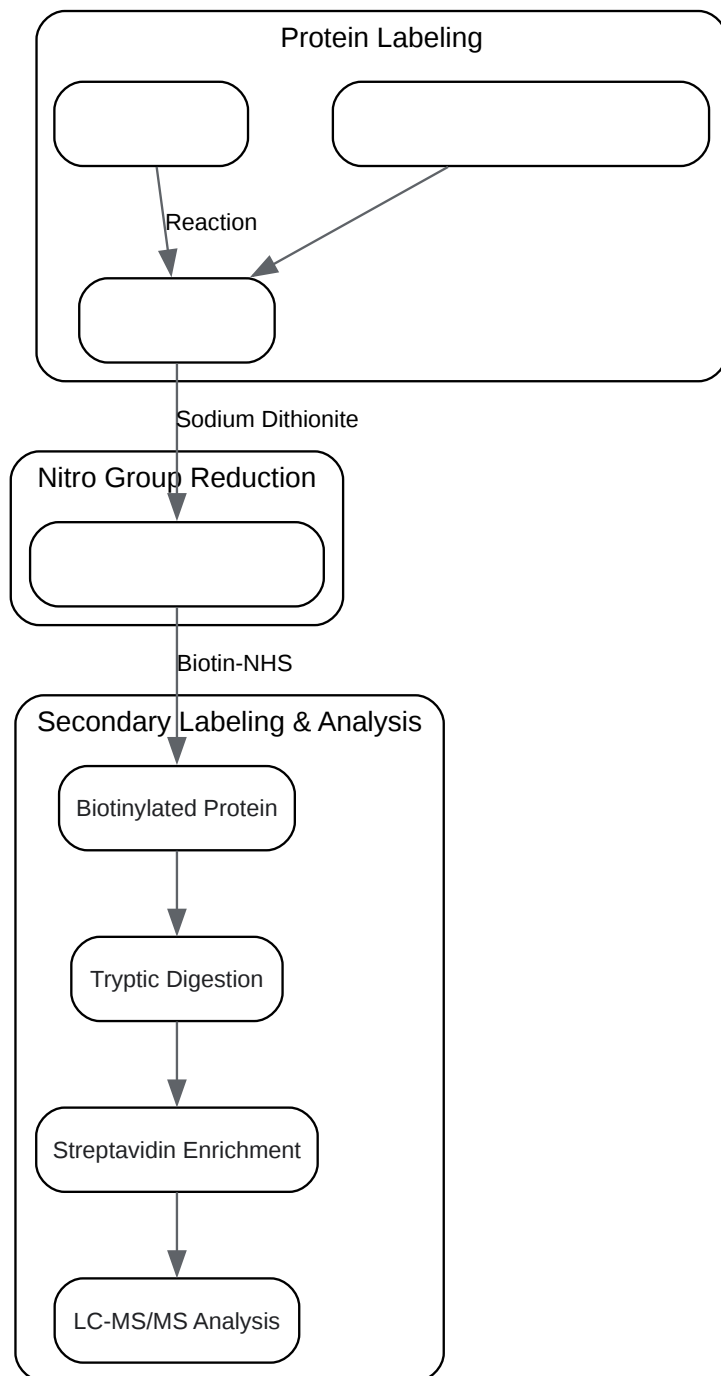 Protein Labeling
Reaction
Sodium Dithionite
Nitro Group Reduction
Biotin-NHS
Secondary Labeling & Analysis
Biotinylated Protein
Tryptic Digestion
Streptavidin Enrichment
LC-MS/MS Analysis